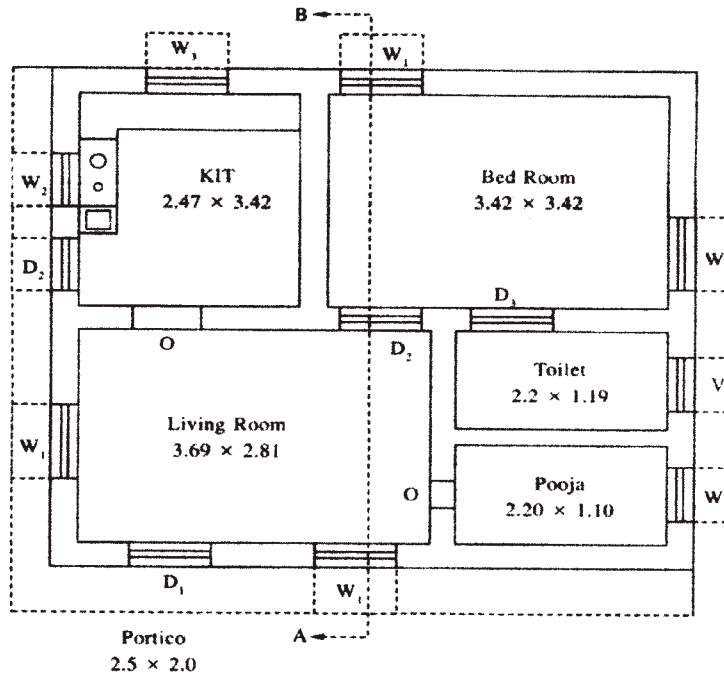 B
W₃
W₁
KIT
2.47 × 3.42
Bed Room
3.42 × 3.42
W₂
D₂
W
D₃
O
D₂
Toilet
2.2 × 1.19
V
Living Room
3.69 × 2.81
W₁
O
Pooja
2.20 × 1.10
W
D₁
W₁
A
Portico
2.5 × 2.0